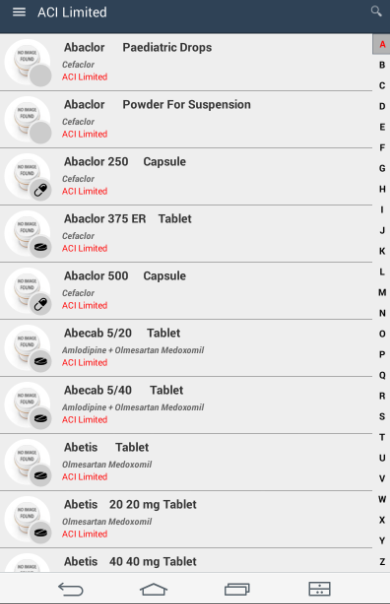 ACI Limited
Abaclor Paediatric Drops
Cefaclor
ACI Limited
Abaclor Powder For Suspension
Cefaclor
ACI Limited
Abaclor 250 Capsule
Cefaclor
ACI Limited
Abaclor 375 ER Tablet
Cefaclor
ACI Limited
Abaclor 500 Capsule
Cefaclor
ACI Limited
Abecab 5/20 Tablet
Amlodipine + Olmesartan Medoxomil
ACI Limited
Abecab 5/40 Tablet
Amlodipine + Olmesartan Medoxomil
ACI Limited
Abetis Tablet
Olmesartan Medoxomil
ACI Limited
Abetis 20 20 mg Tablet
Olmesartan Medoxomil
ACI Limited
Abetis 40 40 mg Tablet
NO IMAGE
FOUND
NO IMAGE
FOUND
NO IMAGE
FOUND
NO IMAGE
FOUND
NO IMAGE
FOUND
NO IMAGE
FOUND
NO IMAGE
FOUND
NO IMAGE
FOUND
NO IMAGE
FOUND
NO IMAGE
A
B
C
D
E
F
G
H
I
J
K
L
M
N
O
P
Q
R
S
T
U
V
W
X
Y
Z